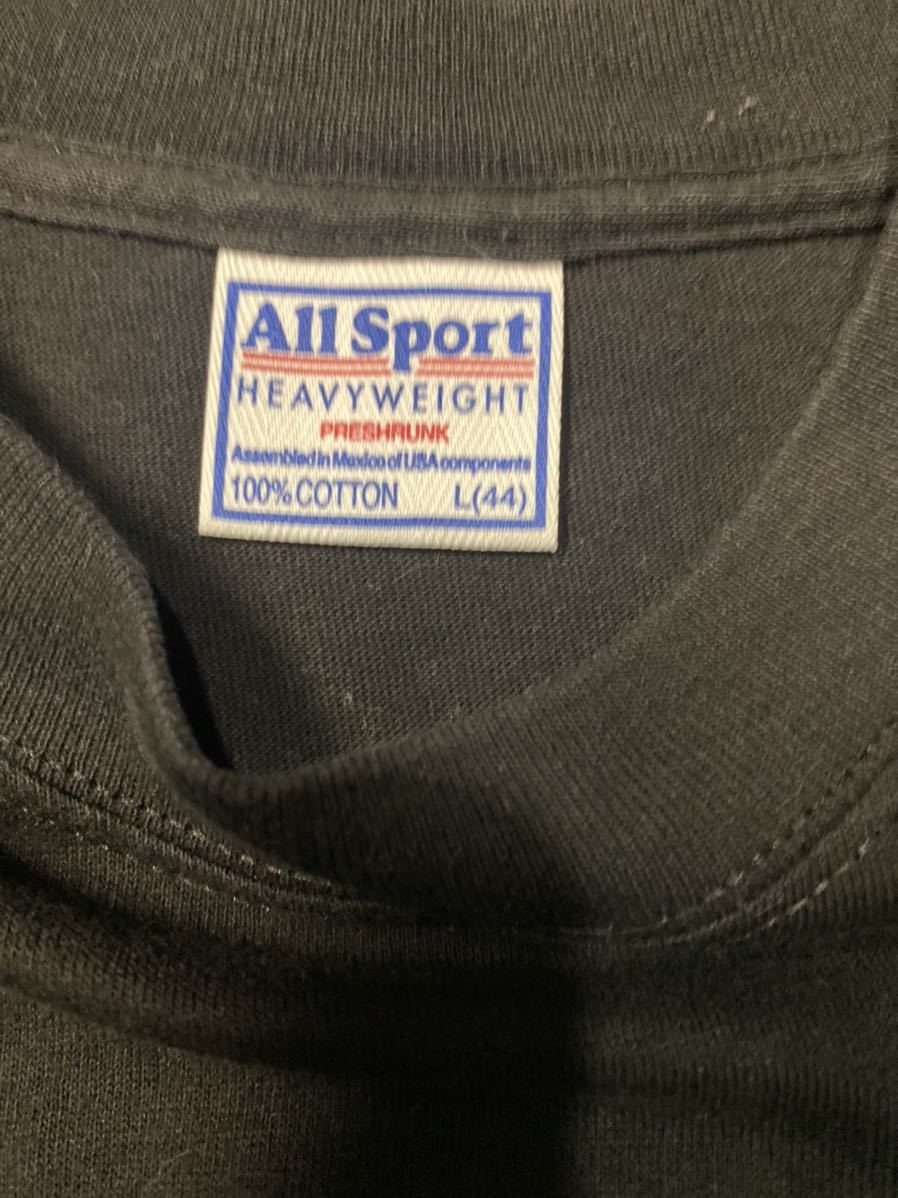 All Sport
HEAVYWEIGHT
PRESHRUNK
Assembled in Mexico of USA components
100% COTTON L(44)